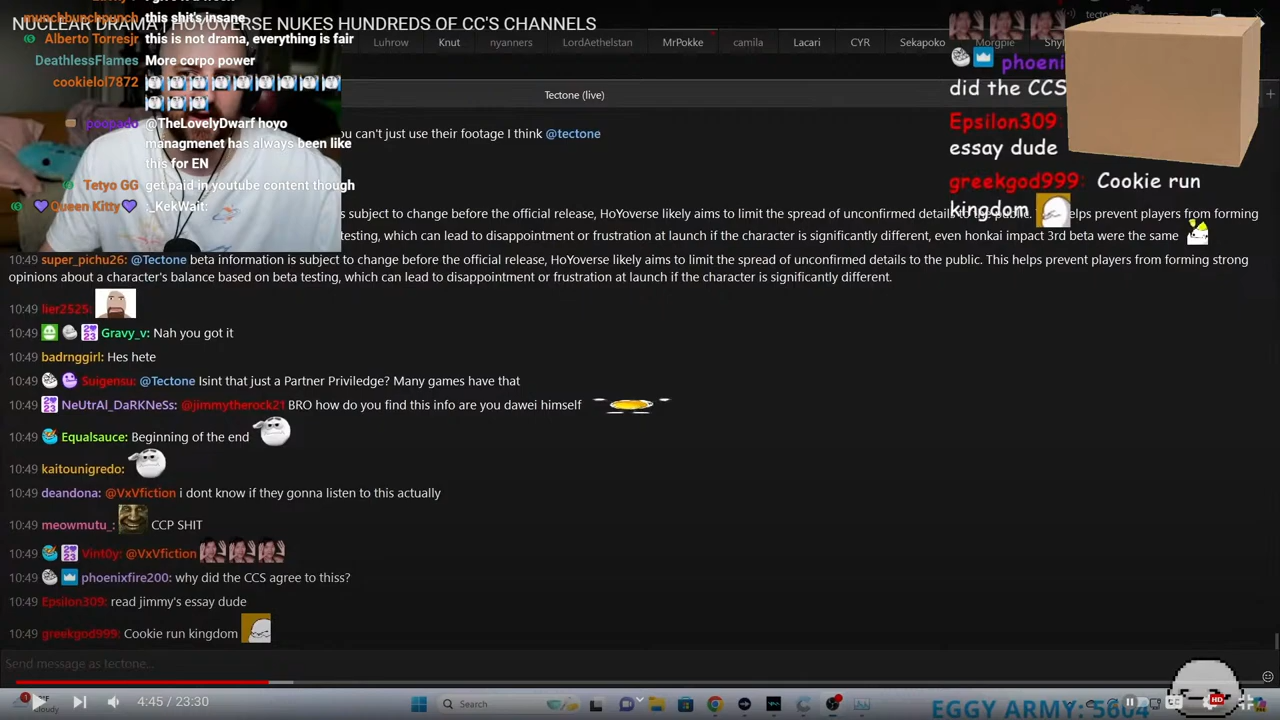 NUCLEAR DRAMA | HOYOVERSE NUKES HUNDREDS OF CC'S CHANNELS
munchbunchpunch this shit's insane
Alberto Torresjr this is not drama, everything is fair
DeathlessFlames More corpo power
cookielol7872
@TheLovelyDwarf hoyo
managmenet has always been like
this for EN
Tetyo GG get paid in youtube content though
Queen Kitty :_KekWait:
Luhrow Knut nyanners LordAethelstan MrPokke camila Lacari CYR Sekapoko Morgpie
Tectone (live)
ou can't just use their footage I think @tectone
did the CCS
Epsilon309
essay dude
greekgod999: Cookie run
kingdom
s subject to change before the official release, HoYoverse likely aims to limit the spread of unconfirmed details players from forming
testing, which can lead to disappointment or frustration at launch if the character is significantly different. even honkai impact 3rd beta were the same
10:49 super_pichu26: @Tectone beta information is subject to change before the official release, HoYoverse likely aims to limit the spread of unconfirmed details to the public. This helps prevent players from forming strong
opinions about a character's balance based on beta testing, which can lead to disappointment or frustration at launch if the character is significantly different.
10:49 lier2525:
10:49 Gravy_v: Nah you got it
10:49 badrnggirl: Hes hete
10:49 Suigensu: @Tectone Isint that just a Partner Priviledge? Many games have that
10:49 NeUtrAl_DaRKNeSs: @jimmytherock21 BRO how do you find this info are you dawei himself
10:49 Equalsauce: Beginning of the end
10:49 kaitounigredo:
10:49 deandona: @VxVfiction i dont know if they gonna listen to this actually
10:49 meowmutu_: CCP SHIT
10:49 Vint0y: @VxVfiction
10:49 phoenixfire200: why did the CCS agree to thiss?
10:49 Epsilon309: read jimmy's essay dude
10:49 greekgod999: Cookie run kingdom
Send message as tectone..
4:45 / 23:30
Cloudy
Search
EGGY ARMY: 5604
HD